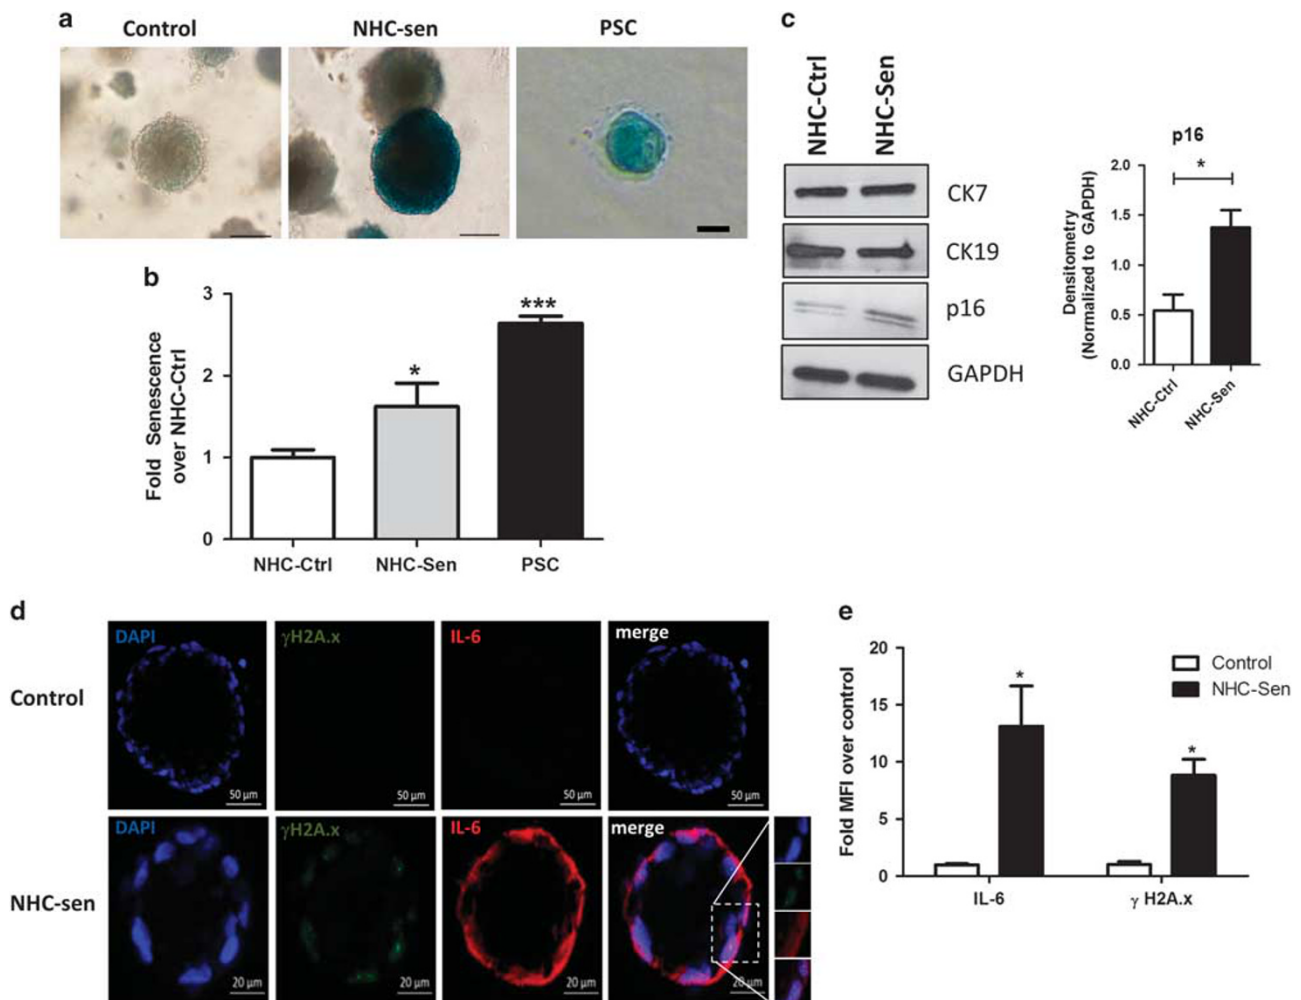 a
Control
NHC-sen
PSC
b
Fold Senescence
over NHC-Ctrl
3
2
1
0
*
***
NHC-Ctrl
NHC-Sen
PSC
c
NHC-Ctrl
NHC-Sen
CK7
CK19
p16
GAPDH
p16
*
Densitometry
(Normalized to GAPDH)
2.0
1.5
1.0
0.5
0.0
NHC-Ctrl
NHC-Sen
d
Control
DAPI
γH2A.x
IL-6
merge
50 µm
50 µm
50 µm
50 µm
NHC-sen
DAPI
γH2A.x
IL-6
merge
20 µm
20 µm
20 µm
20 µm
e
Fold MFI over control
20
15
10
5
0
*
*
Control
NHC-Sen
IL-6
γ H2A.x